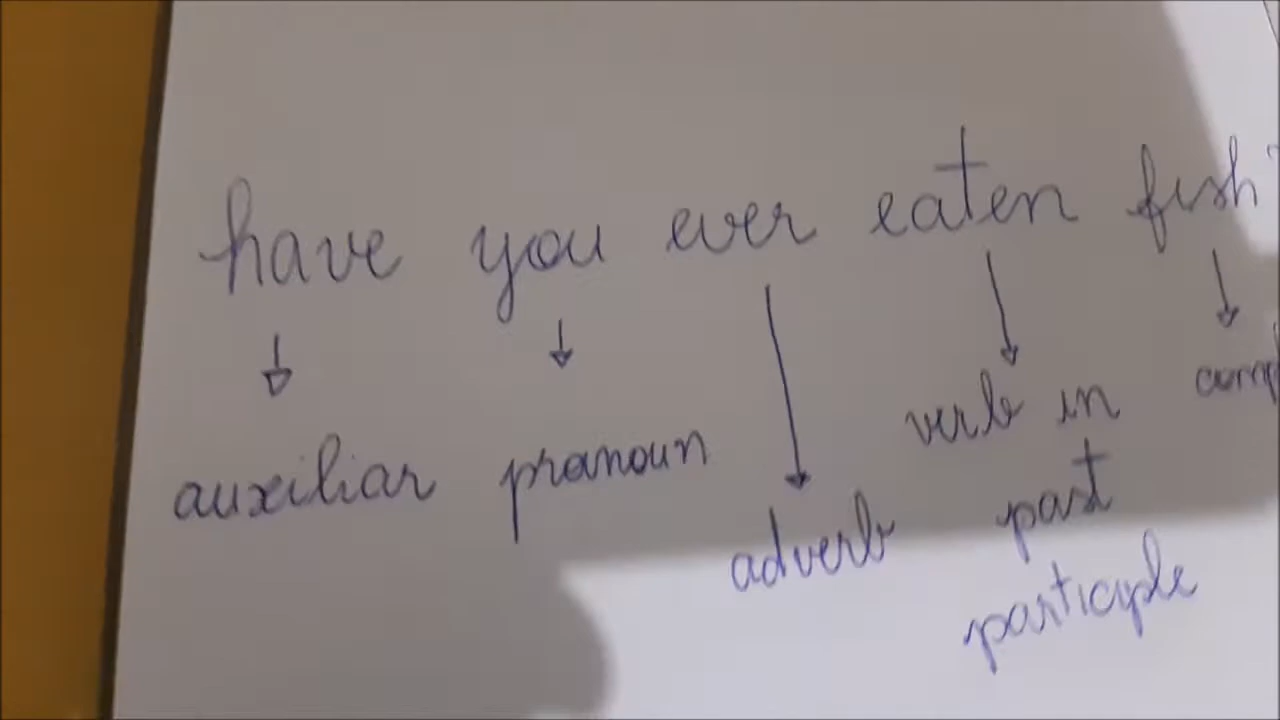 have you ever eaten fish?
auxiliar pronoun adverb verb in past participle